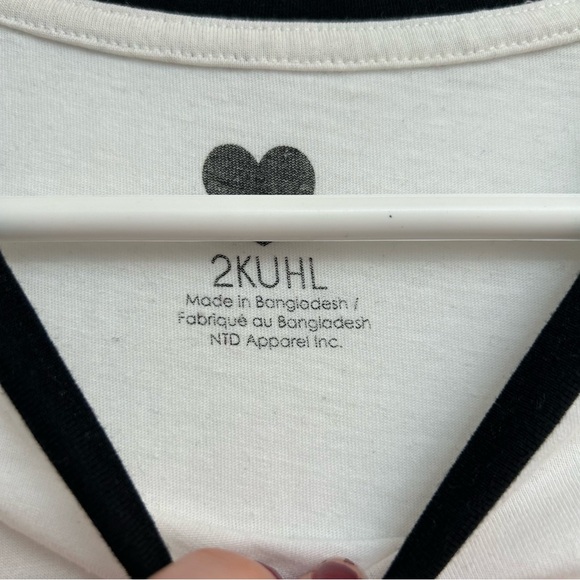 2KUHL
Made in Bangladesh /
Fabriqué au Bangladesh
NTD Apparel Inc.